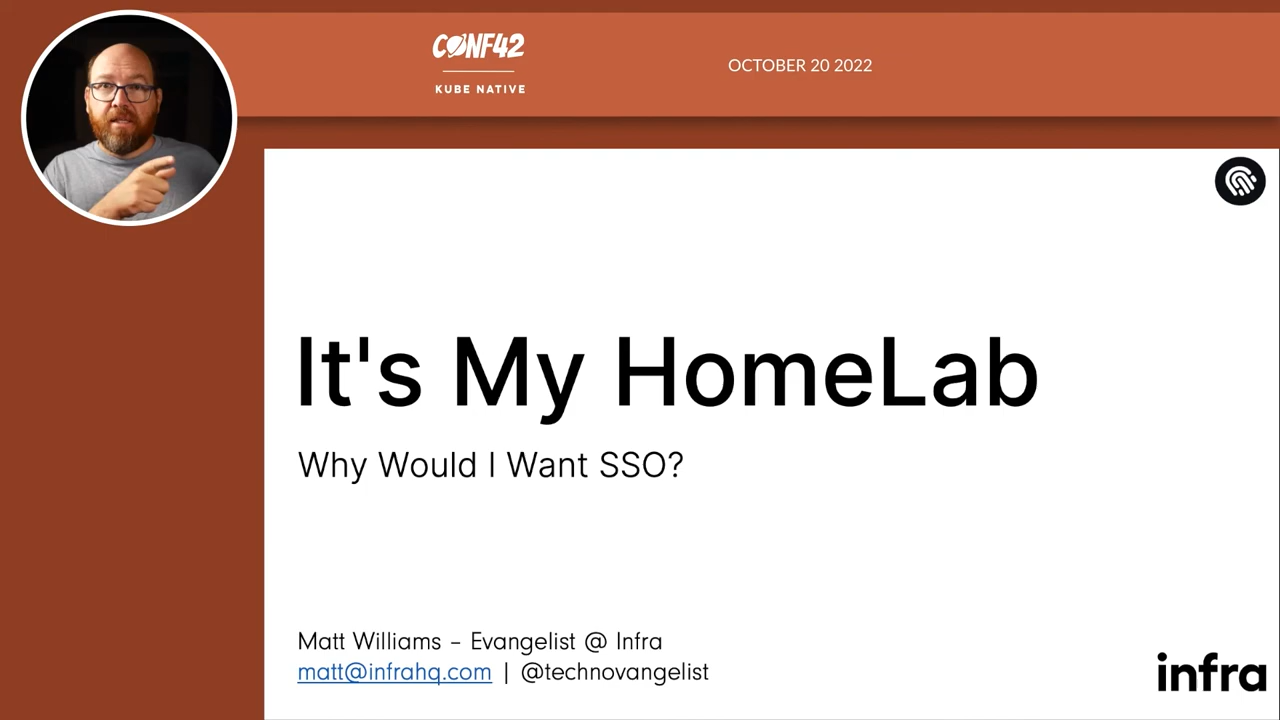 CONF42
KUBE NATIVE
OCTOBER 20 2022
It's My HomeLab
Why Would I Want SSO?
Matt Williams – Evangelist @ Infra
matt@infrahq.com | @technovangelist
infra